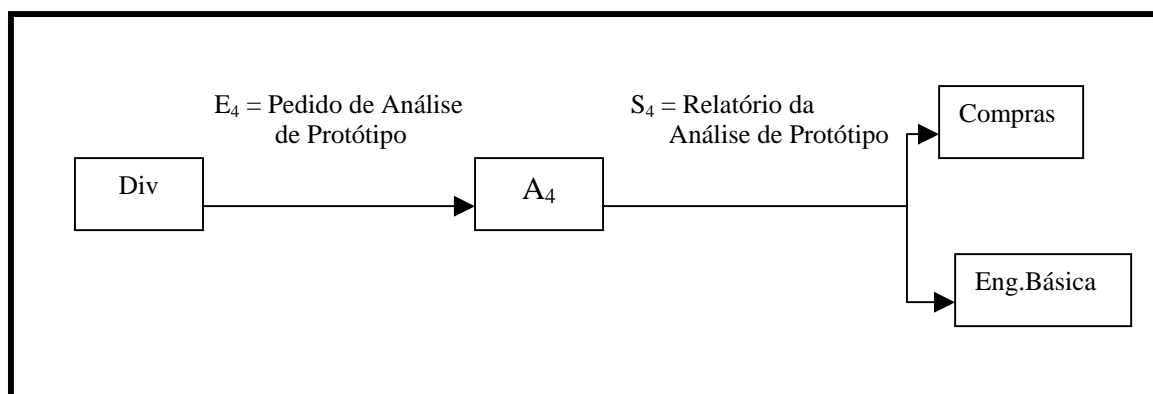 E₄ = Pedido de Análise
de Protótipo
S₄ = Relatório da
Análise de Protótipo
Compras
Div
A₄
Eng.Básica